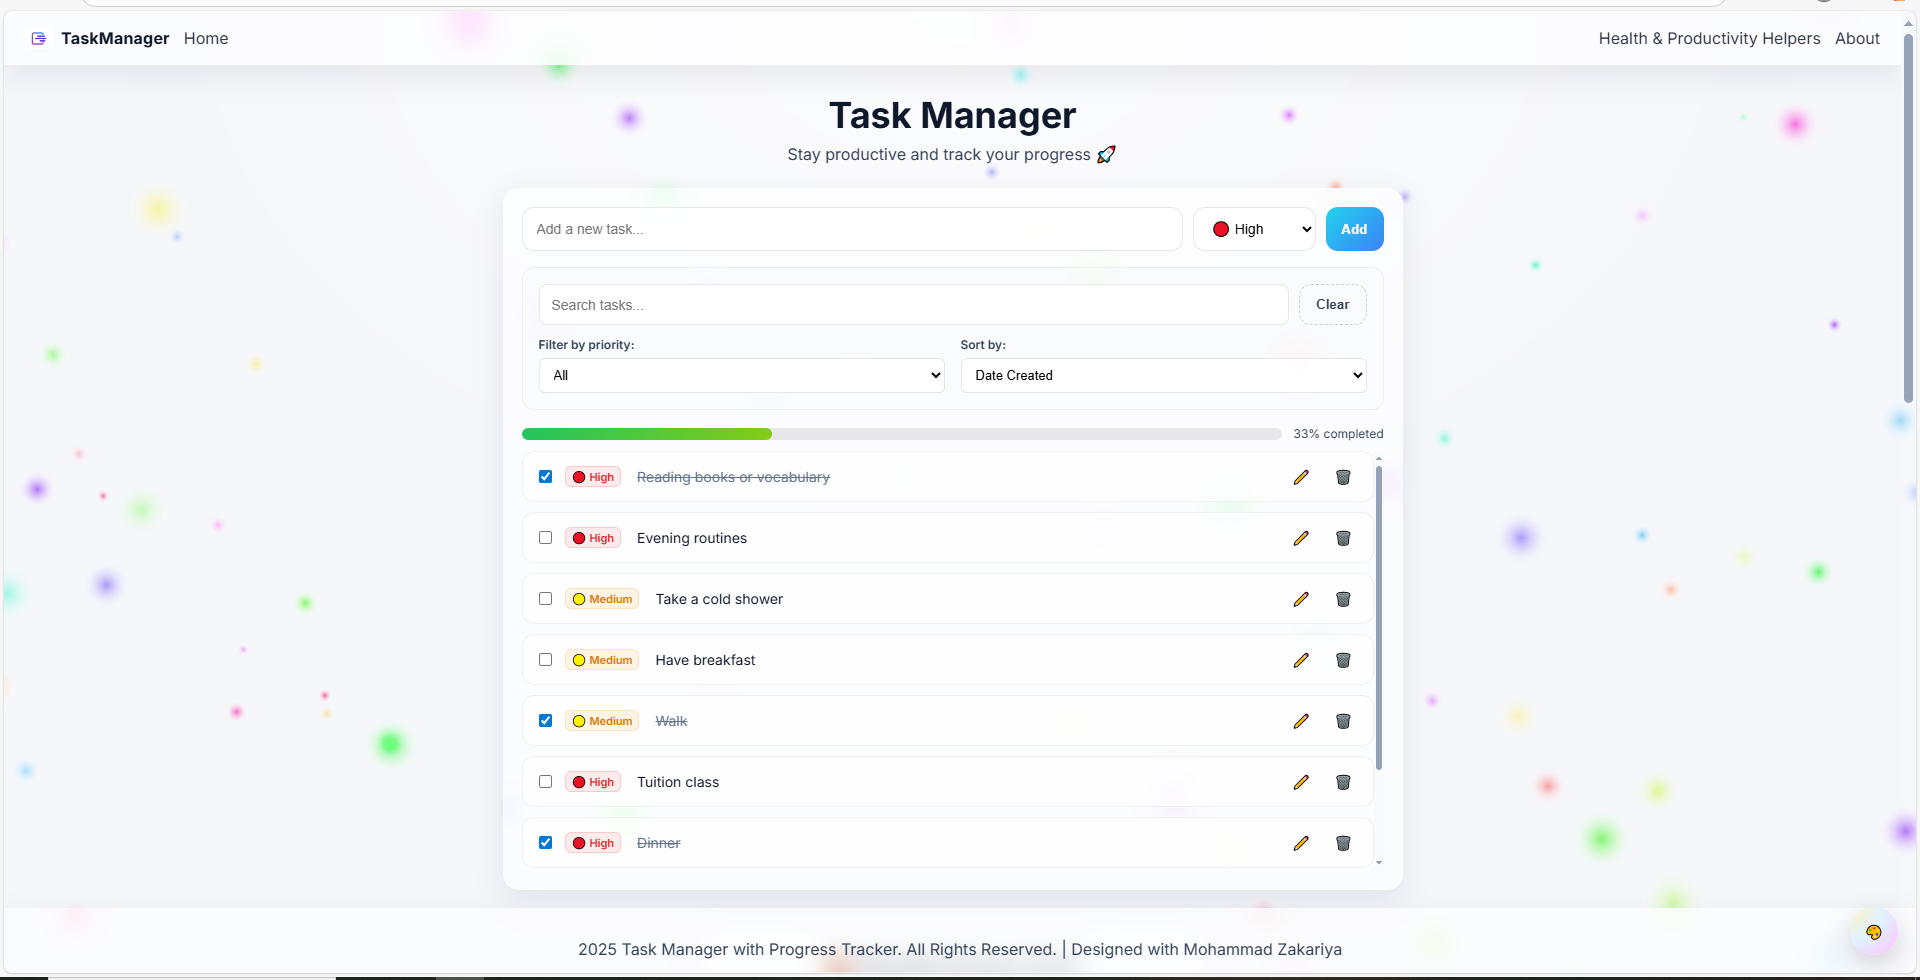 TaskManager Home Health & Productivity Helpers About
Task Manager
Stay productive and track your progress 🚀
Add a new task... High Add
Search tasks... Clear
Filter by priority: Sort by:
All Date Created
33% completed
High Reading books or vocabulary
High Evening routines
Medium Take a cold shower
Medium Have breakfast
Medium Walk
High Tuition class
High Dinner
2025 Task Manager with Progress Tracker. All Rights Reserved. | Designed with Mohammad Zakariya